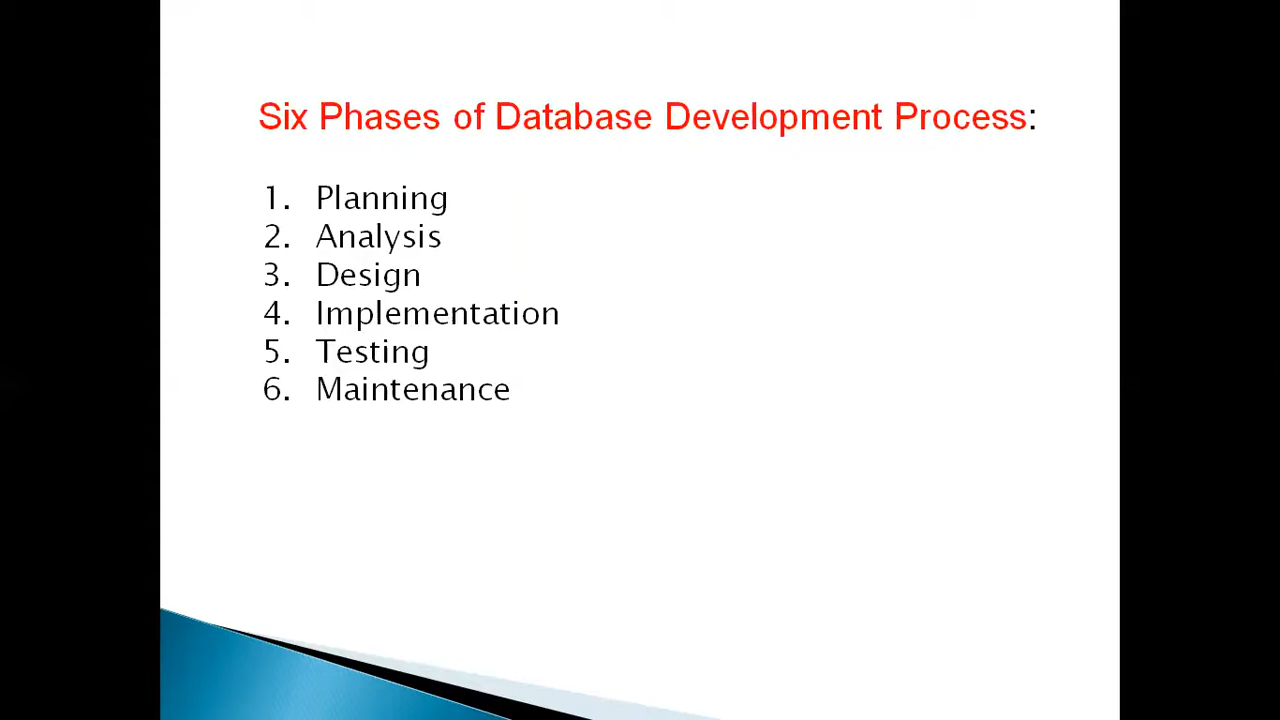 Six Phases of Database Development Process:
1. Planning
2. Analysis
3. Design
4. Implementation
5. Testing
6. Maintenance